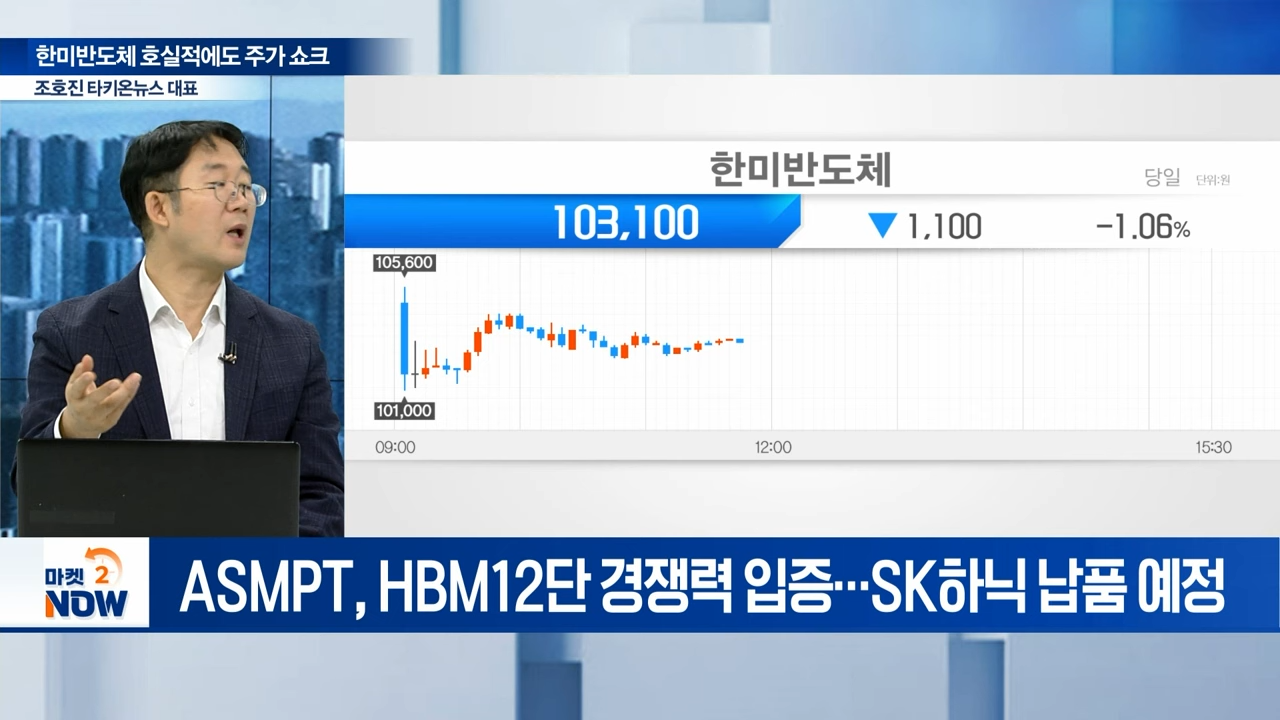 한미반도체 호실적에도 주가 쇼크
조호진 타키온뉴스 대표
한미반도체
당일 단위:원
103,100 ▼ 1,100 -1.06%
105,600
101,000
09:00 12:00 15:30
마켓 2
NOW
ASMPT, HBM12단 경쟁력 입증…SK하닉 납품 예정